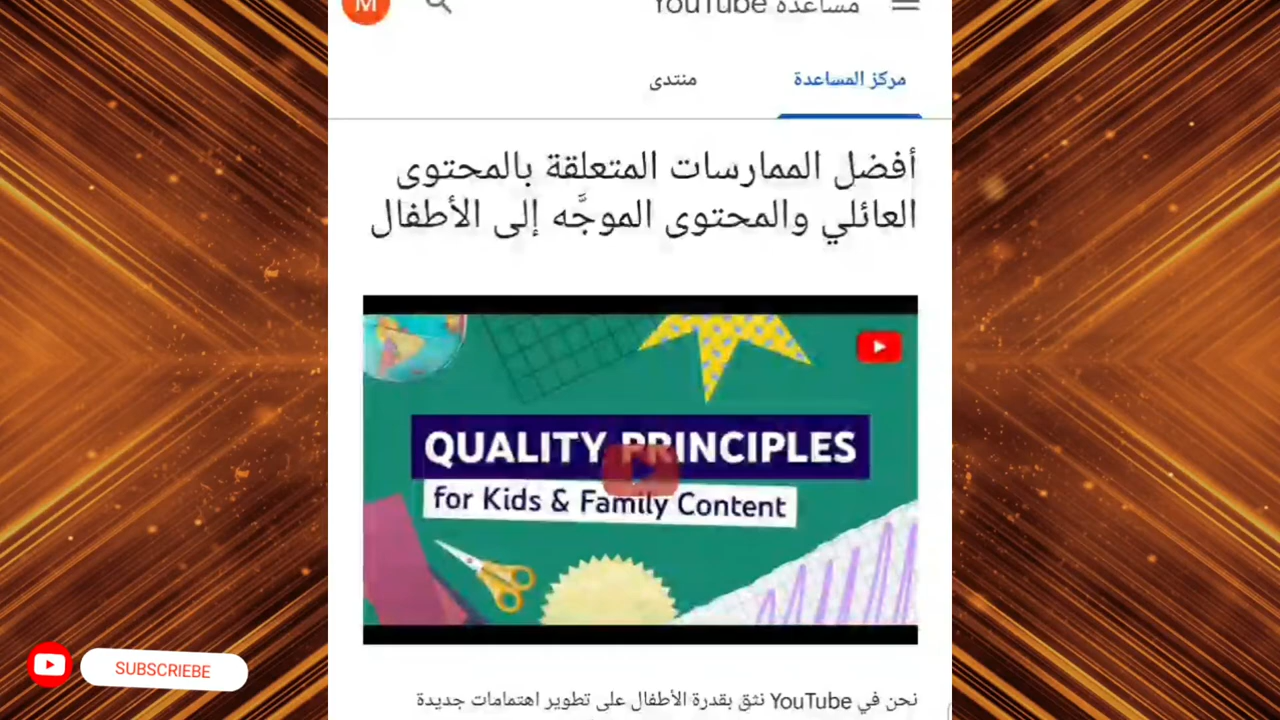 مساعدة YouTube
M
مركز المساعدة
منتدى
أفضل الممارسات المتعلقة بالمحتوى
العائلي والمحتوى الموجَّه إلى الأطفال
QUALITY PRINCIPLES
for Kids & Family Content
SUBSCRIEBE
نحن في YouTube نثق بقدرة الأطفال على تطوير اهتمامات جديدة